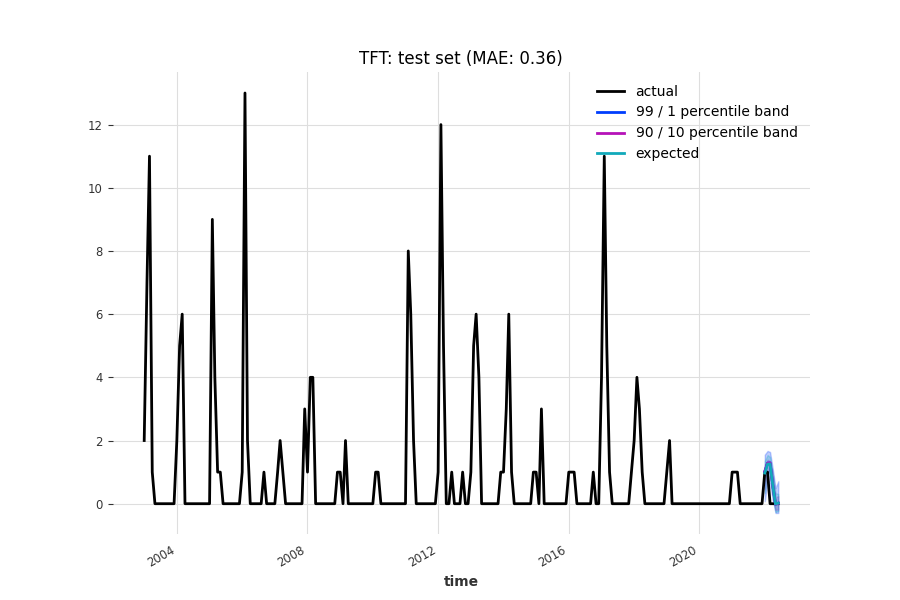 TFT: test set (MAE: 0.36)
actual
99 / 1 percentile band
90 / 10 percentile band
expected
12
10
8
6
4
2
0
2004
2008
2012
2016
2020
time